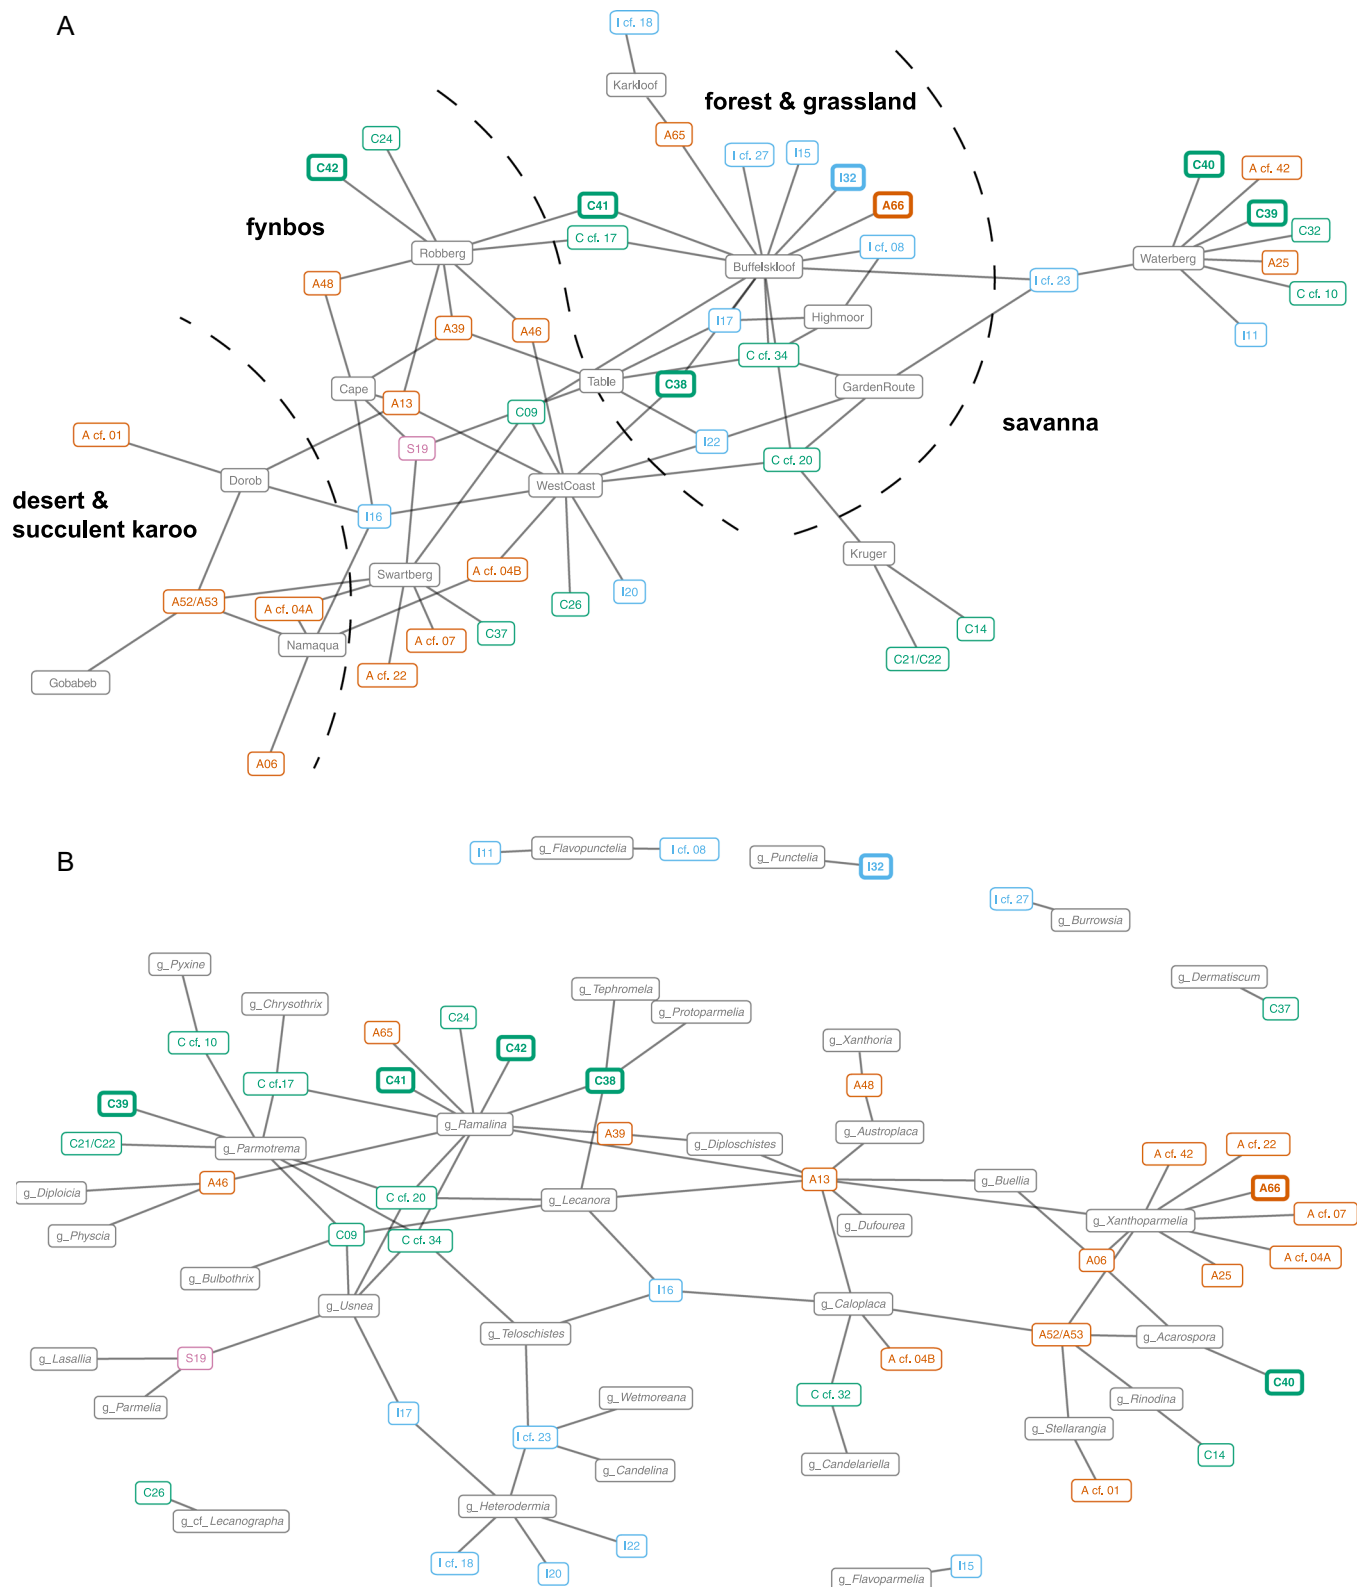 A
I cf. 18
Karkloof
forest & grassland
C24
A65
I cf. 27
I15
C42
I32
C40
A cf. 42
C41
A66
C39
fynbos
C cf. 17
C32
Robberg
I cf. 08
Buffelskloof
Waterberg
A25
A48
I cf. 23
C cf. 10
A39
A46
I17
Highmoor
I11
C cf. 34
Cape
Table
C38
GardenRoute
A13
C09
savanna
A cf. 01
S19
I22
C cf. 20
Dorob
WestCoast
desert &
succulent karoo
I16
Kruger
Swartberg
A cf. 04B
A52/A53
A cf. 04A
I20
C26
C14
Namaqua
A cf. 07
C37
C21/C22
Gobabeb
A cf. 22
A06
B
I11
g_Flavopunctelia
I cf. 08
g_Punctelia
I32
I cf. 27
g_Burrowsia
g_Pyxine
g_Dermatiscum
g_Chrysothrix
g_Tephromela
C37
g_Protoparmelia
C24
A65
C cf. 10
C42
g_Xanthoria
C cf.17
C41
C38
A48
C39
g_Ramalina
A39
g_Austroplaca
C21/C22
g_Parmotrema
g_Diploschistes
A cf. 42
A cf. 22
A46
A13
g_Buellia
g_Diploicia
C cf. 20
g_Lecanora
A66
g_Physcia
C09
C cf. 34
g_Dufourea
g_Xanthoparmelia
A cf. 07
g_Bulbothrix
A06
A25
A cf. 04A
I16
g_Usnea
g_Caloplaca
g_Teloschistes
A52/A53
g_Acarospora
g_Lasallia
S19
A cf. 04B
C40
g_Parmelia
g_Wetmoreana
C cf. 32
g_Rinodina
I17
g_Stellarangia
I cf. 23
g_Candelina
g_Candelariella
C14
C26
A cf. 01
g_Heterodermia
g_cf_Lecanographa
I cf. 18
I20
I22
g_Flavoparmelia
I15